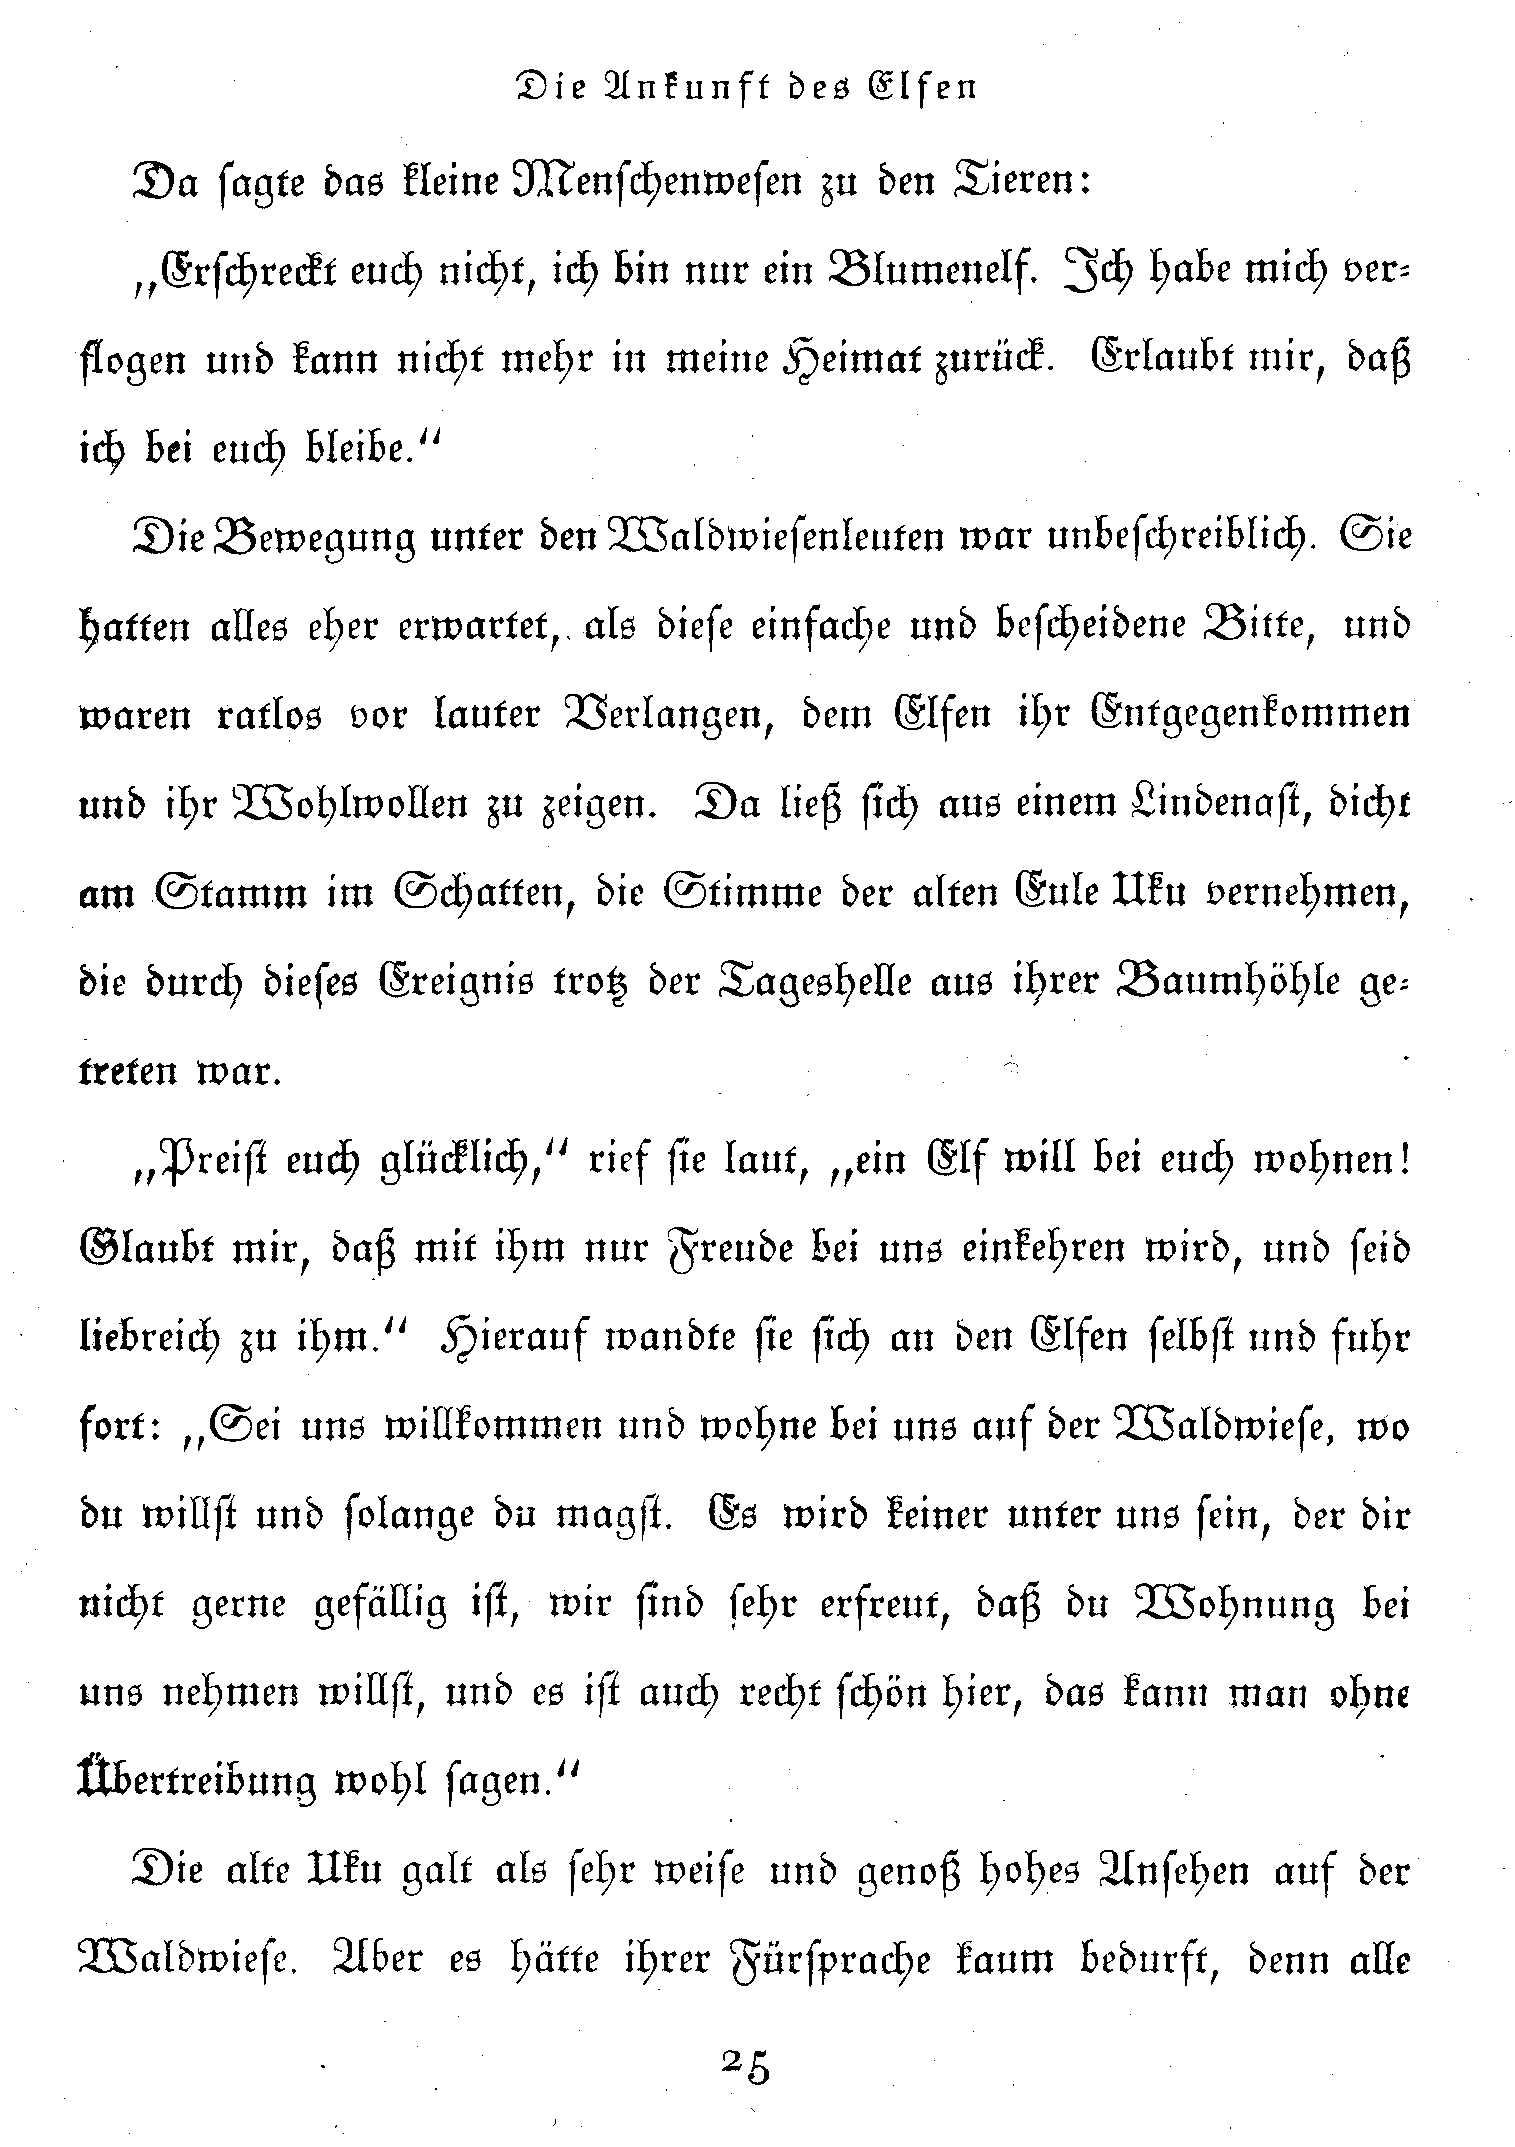 Die Ankunft des Elfen
Da sagte das kleine Menschenwesen zu den Tieren:
„Erschreckt euch nicht, ich bin nur ein Blumenelf. Ich habe mich ver-
flogen und kann nicht mehr in meine Heimat zurück. Erlaubt mir, daß
ich bei euch bleibe.“
Die Bewegung unter den Waldwiesenleuten war unbeschreiblich. Sie
hatten alles eher erwartet, als diese einfache und bescheidene Bitte, und
waren ratlos vor lauter Verlangen, dem Elfen ihr Entgegenkommen
und ihr Wohlwollen zu zeigen. Da ließ sich aus einem Lindenast, dicht
am Stamm im Schatten, die Stimme der alten Eule Uku vernehmen,
die durch dieses Ereignis trotz der Tageshelle aus ihrer Baumhöhle ge-
treten war.
„Preist euch glücklich,“ rief sie laut, „ein Elf will bei euch wohnen!
Glaubt mir, daß mit ihm nur Freude bei uns einkehren wird, und seid
liebreich zu ihm.“ Hierauf wandte sie sich an den Elfen selbst und fuhr
fort: „Sei uns willkommen und wohne bei uns auf der Waldwiese, wo
du willst und solange du magst. Es wird keiner unter uns sein, der dir
nicht gerne gefällig ist, wir sind sehr erfreut, daß du Wohnung bei
uns nehmen willst, und es ist auch recht schön hier, das kann man ohne
Übertreibung wohl sagen.“
Die alte Uku galt als sehr weise und genoß hohes Ansehen auf der
Waldwiese. Aber es hätte ihrer Fürsprache kaum bedurft, denn alle
25